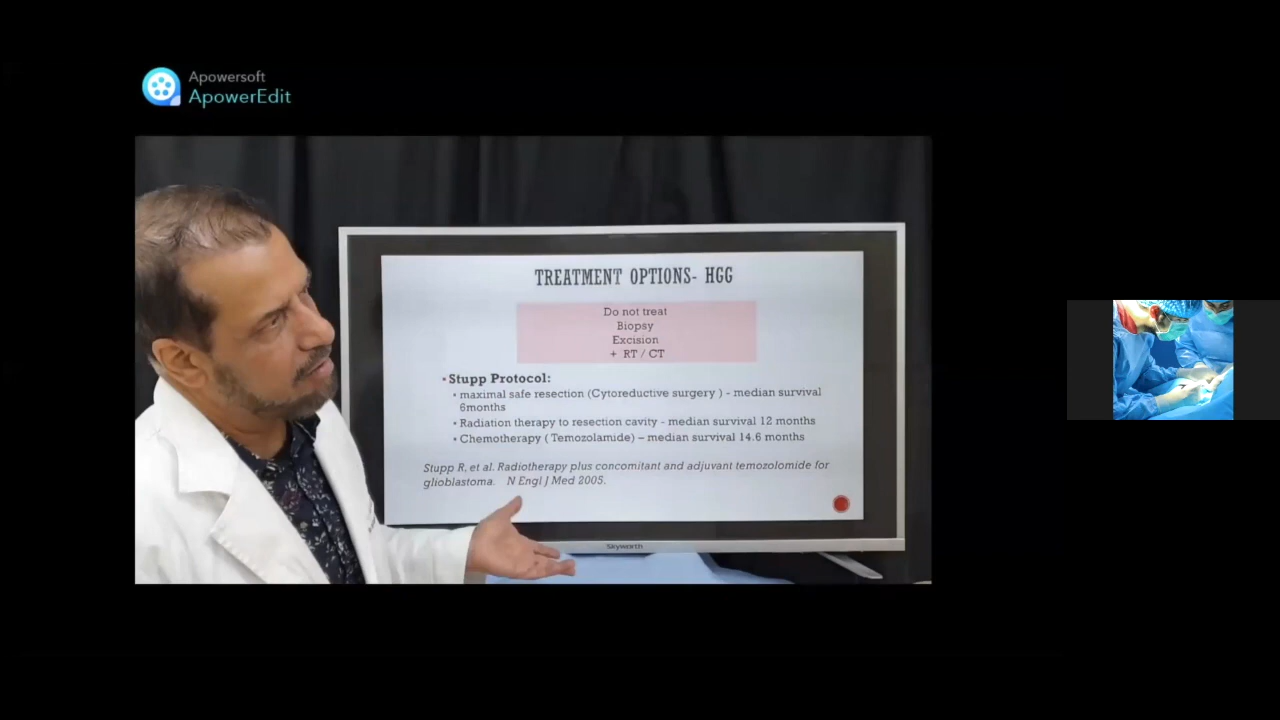 Apowersoft
ApowerEdit
TREATMENT OPTIONS- HGG
Do not treat
Biopsy
Excision
+ RT / CT
▪ Stupp Protocol:
▪ maximal safe resection (Cytoreductive surgery ) - median survival
6months
▪ Radiation therapy to resection cavity - median survival 12 months
▪ Chemotherapy ( Temozolamide) – median survival 14.6 months
Stupp R, et al. Radiotherapy plus concomitant and adjuvant temozolomide for
glioblastoma. N Engl J Med 2005.
Skyworth